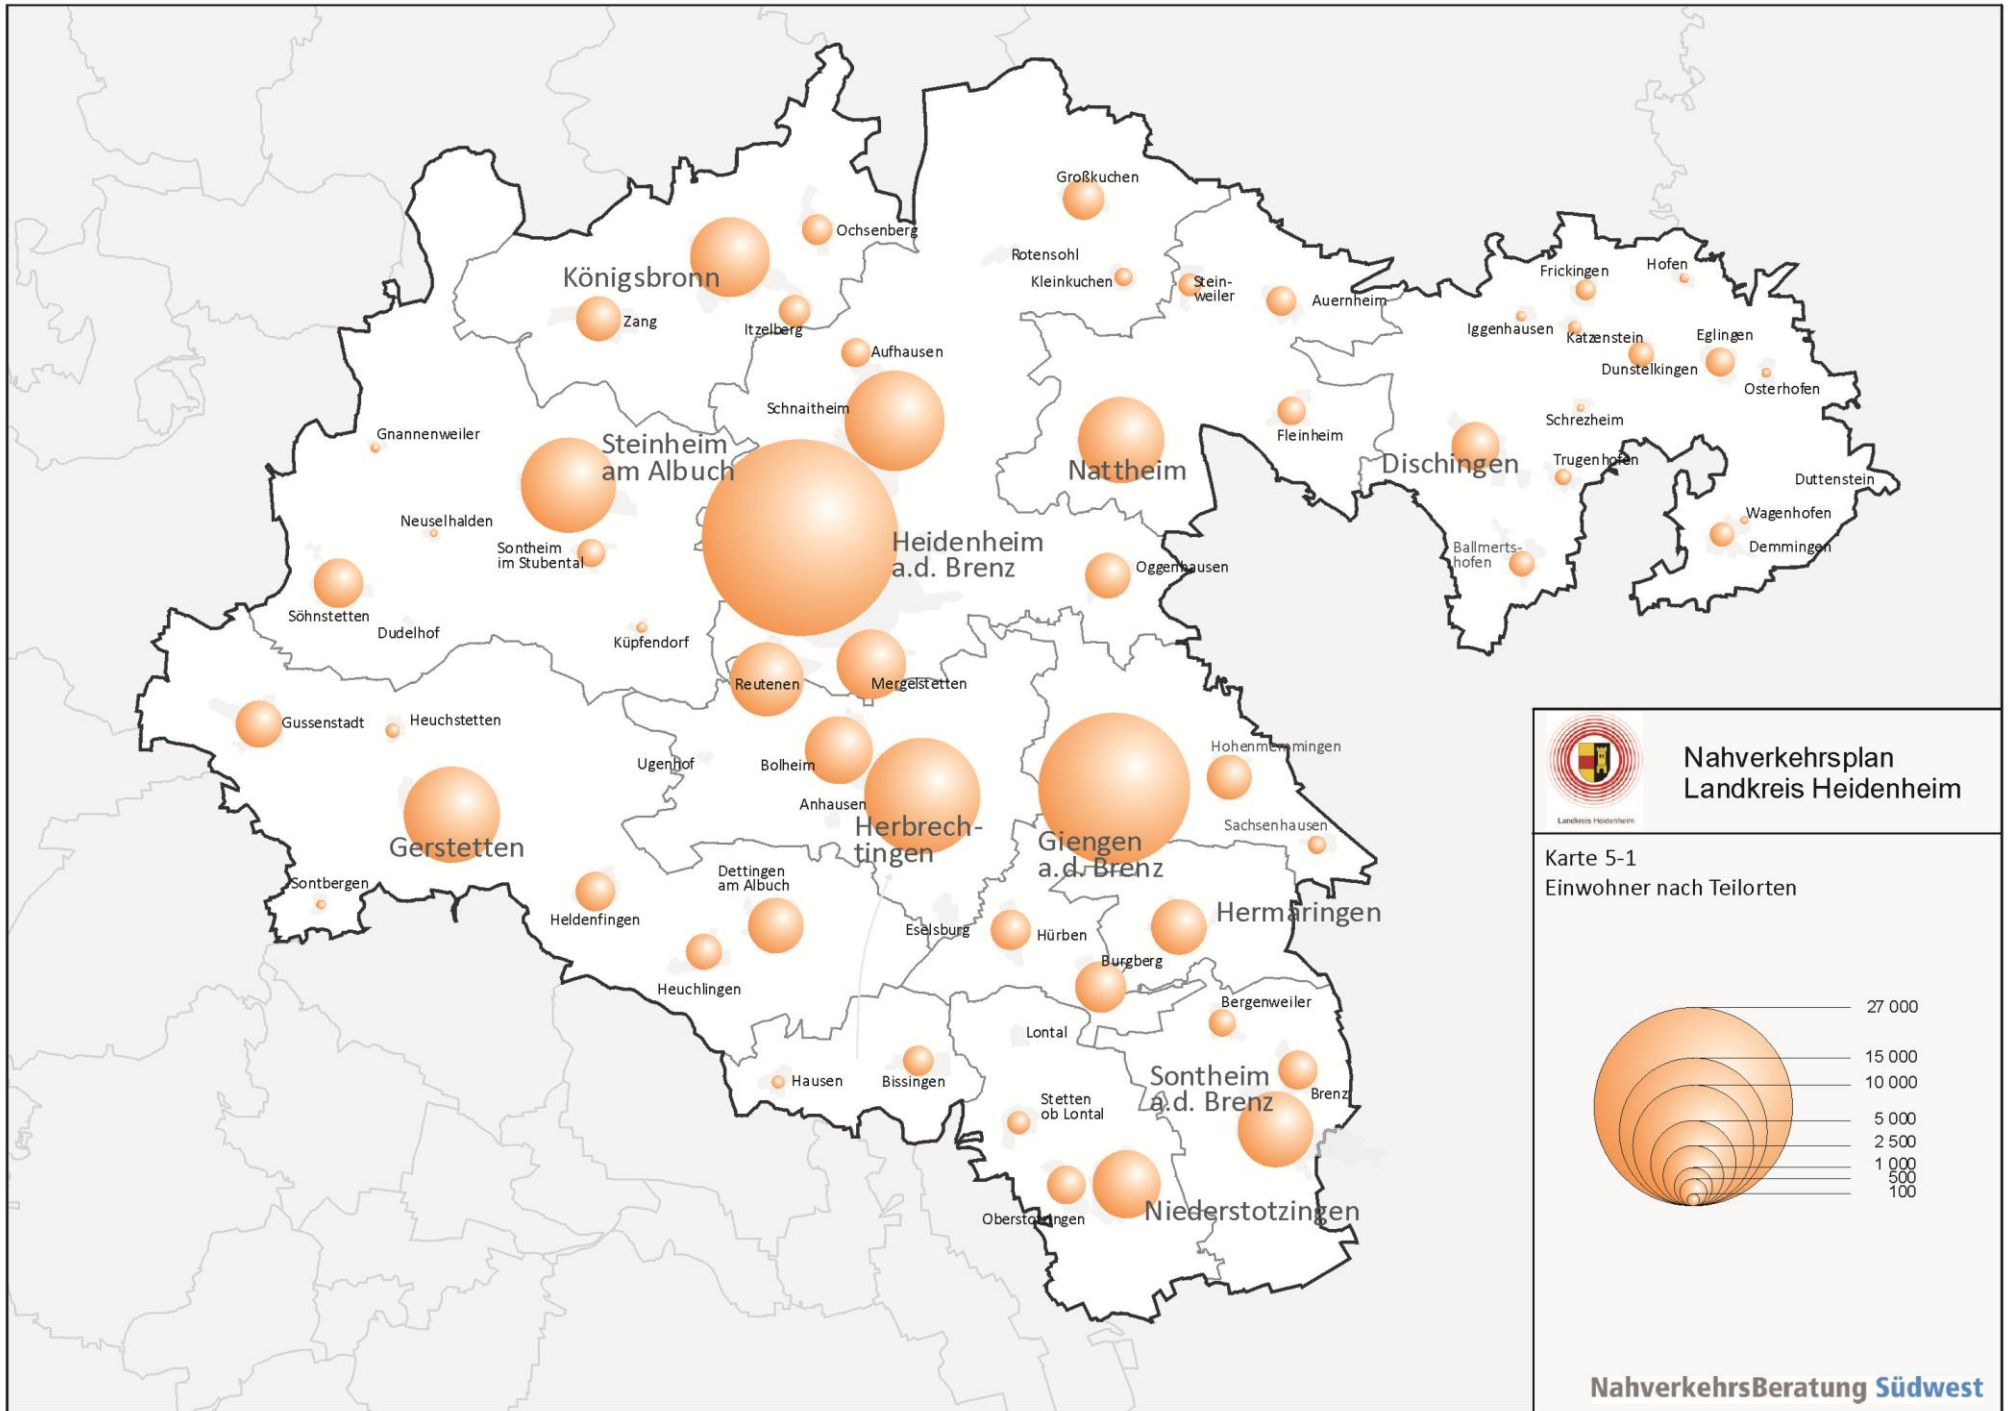 Großkuchen
Ochsenberg
Rotensohl
Kleinkuchen
Stein-
weiler
Auernheim
Frickingen
Hofen
Königsbronn
Zang
Itzelberg
Iggenhausen
Katzenstein
Eglingen
Aufhausen
Dunstelkingen
Osterhofen
Schnaitheim
Schrezheim
Gnannenweiler
Steinheim
am Albuch
Fleinheim
Nattheim
Dischingen
Trugenhofen
Duttenstein
Neuselhalden
Wagenhofen
Sontheim
im Stubental
Heidenheim
a.d. Brenz
Ballmerts-
hofen
Demmingen
Oggenhausen
Söhnstetten
Dudelhof
Küpfendorf
Reutenen
Mergelstetten
Gussenstadt
Heuchstetten
Ugenhof
Bolheim
Hohenmemmingen
Anhausen
Herbrech-
tingen
Giengen
a.d. Brenz
Sachsenhausen
Gerstetten
Dettingen
am Albuch
Sontbergen
Heldenfingen
Eselsburg
Hürben
Hermaringen
Burgberg
Heuchlingen
Bergenweiler
Lontal
Hausen
Bissingen
Sontheim
a.d. Brenz
Brenz
Stetten
ob Lontal
Oberstotzingen
Niederstotzingen
Landkreis Heidenheim
Nahverkehrsplan
Landkreis Heidenheim
Karte 5-1
Einwohner nach Teilorten
27 000
15 000
10 000
5 000
2 500
1 000
500
100
NahverkehrsBeratung Südwest